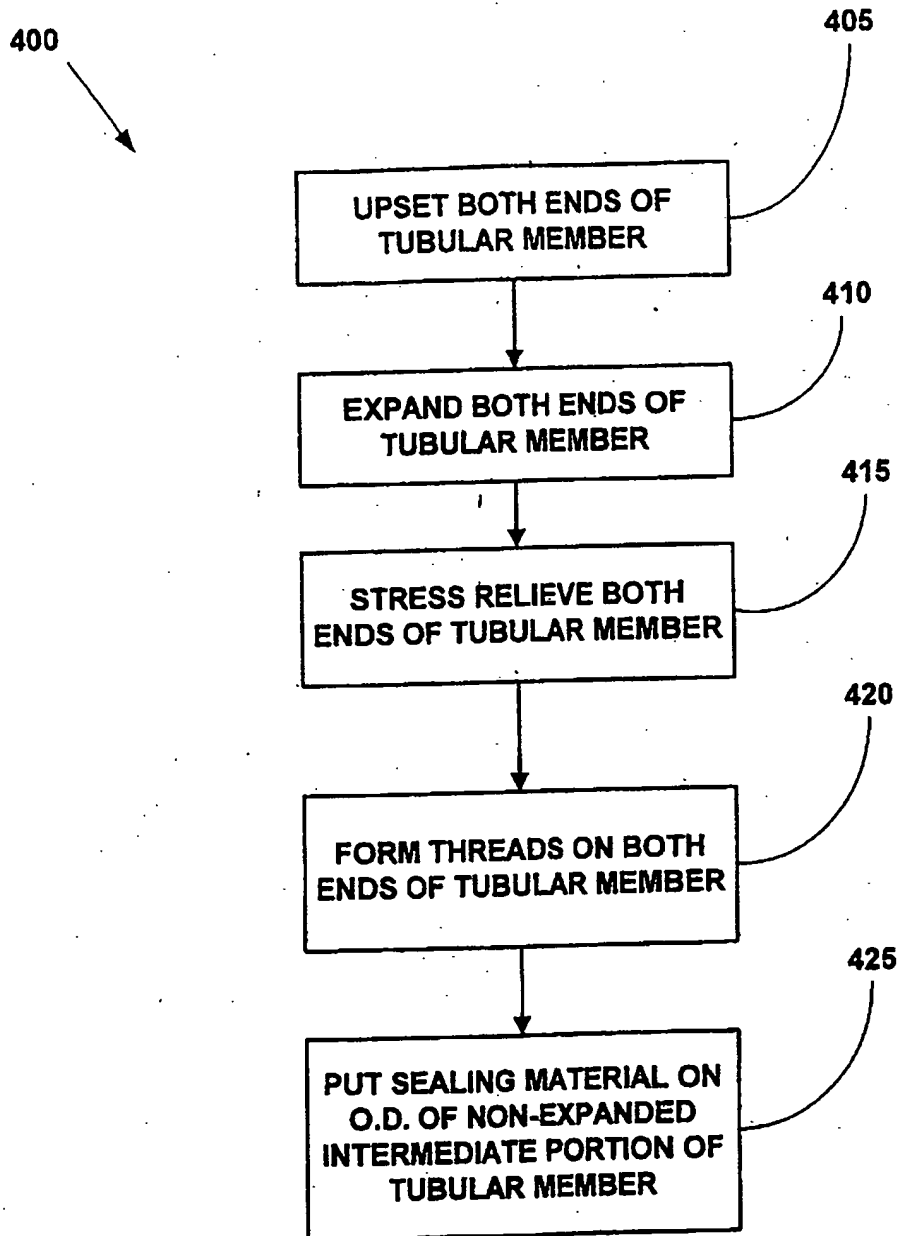 400
405
UPSET BOTH ENDS OF
TUBULAR MEMBER
410
EXPAND BOTH ENDS OF
TUBULAR MEMBER
415
STRESS RELIEVE BOTH
ENDS OF TUBULAR MEMBER
420
FORM THREADS ON BOTH
ENDS OF TUBULAR MEMBER
425
PUT SEALING MATERIAL ON
O.D. OF NON-EXPANDED
INTERMEDIATE PORTION OF
TUBULAR MEMBER